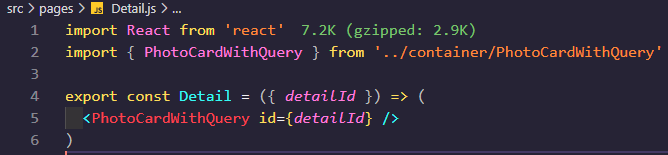 src > pages > JS Detail.js > ...
1 import React from 'react' 7.2K (gzipped: 2.9K)
2 import { PhotoCardWithQuery } from '../container/PhotoCardWithQuery'
3
4 export const Detail = ({ detailId }) => (
5   <PhotoCardWithQuery id={detailId} />
6 )